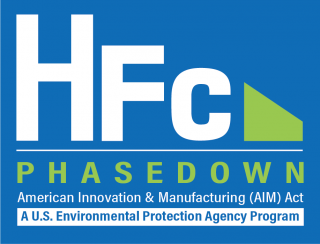 HFc
PHASEDOWN
American Innovation & Manufacturing (AIM) Act
A U.S. Environmental Protection Agency Program